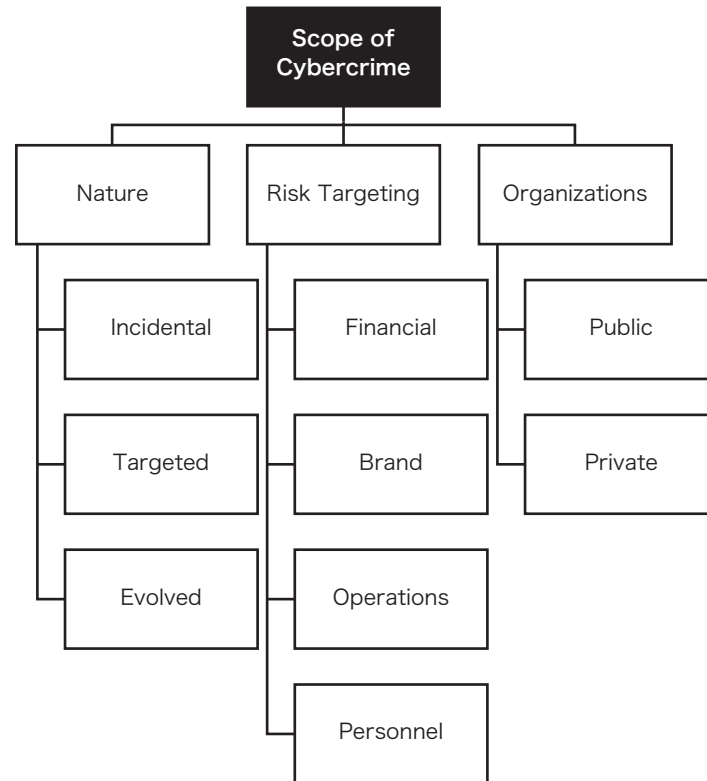 Scope of
Cybercrime
Nature
Risk Targeting
Organizations
Incidental
Financial
Public
Targeted
Brand
Private
Evolved
Operations
Personnel